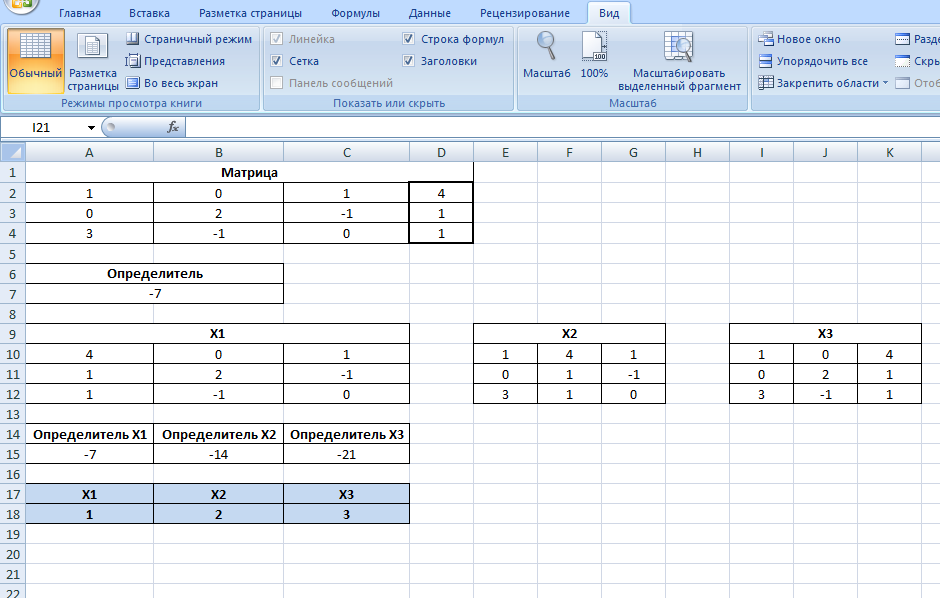 Главная Вставка Разметка страницы Формулы Данные Рецензирование Вид
Обычный
Разметка страницы
Страничный режим
Представления
Во весь экран
Режимы просмотра книги
Линейка
Сетка
Панель сообщений
Строка формул
Заголовки
Показать или скрыть
Масштаб
100
100%
Масштабировать выделенный фрагмент
Масштаб
Новое окно
Упорядочить все
Закрепить области
I21 fx
A B C D E F G H I J K
1 Матрица
2 1 0 1 4
3 0 2 -1 1
4 3 -1 0 1
5
6 Определитель
7 -7
8
9 X1 X2 X3
10 4 0 1 1 4 1 1 0 4
11 1 2 -1 0 1 -1 0 2 1
12 1 -1 0 3 1 0 3 -1 1
13
14 Определитель X1 Определитель X2 Определитель X3
15 -7 -14 -21
16
17 X1 X2 X3
18 1 2 3
19
20
21
22